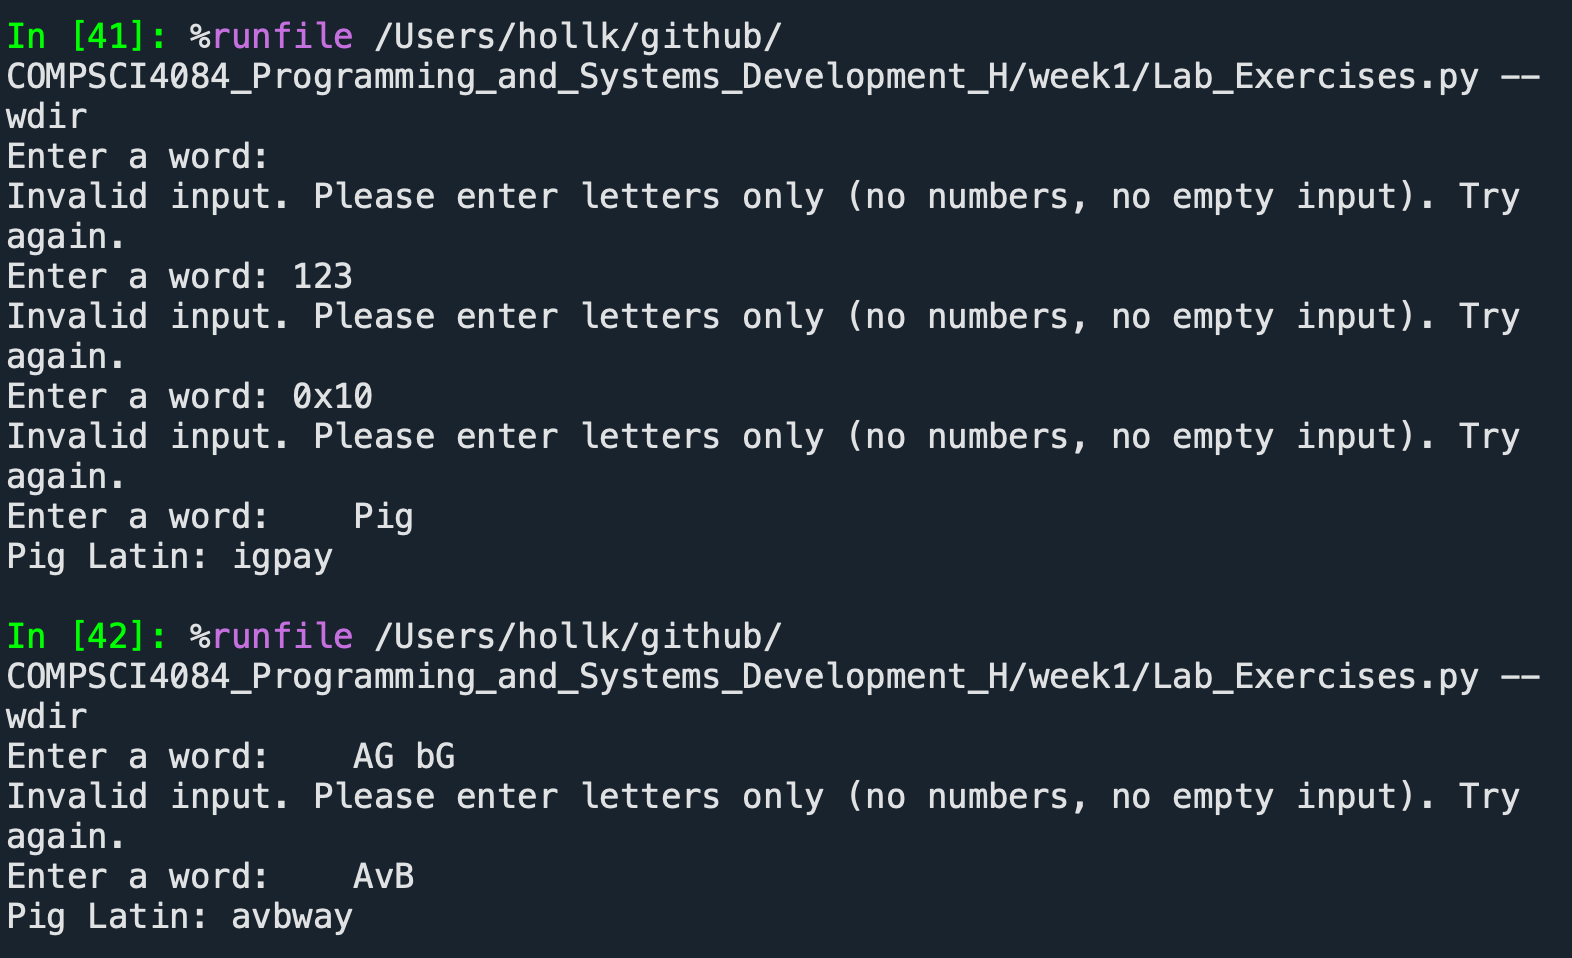 In [41]: %runfile /Users/hollk/github/
COMPSCI4084_Programming_and_Systems_Development_H/week1/Lab_Exercises.py --
wdir
Enter a word:
Invalid input. Please enter letters only (no numbers, no empty input). Try
again.
Enter a word: 123
Invalid input. Please enter letters only (no numbers, no empty input). Try
again.
Enter a word: 0x10
Invalid input. Please enter letters only (no numbers, no empty input). Try
again.
Enter a word:    Pig
Pig Latin: igpay
In [42]: %runfile /Users/hollk/github/
COMPSCI4084_Programming_and_Systems_Development_H/week1/Lab_Exercises.py --
wdir
Enter a word:    AG bG
Invalid input. Please enter letters only (no numbers, no empty input). Try
again.
Enter a word:    AvB
Pig Latin: avbway